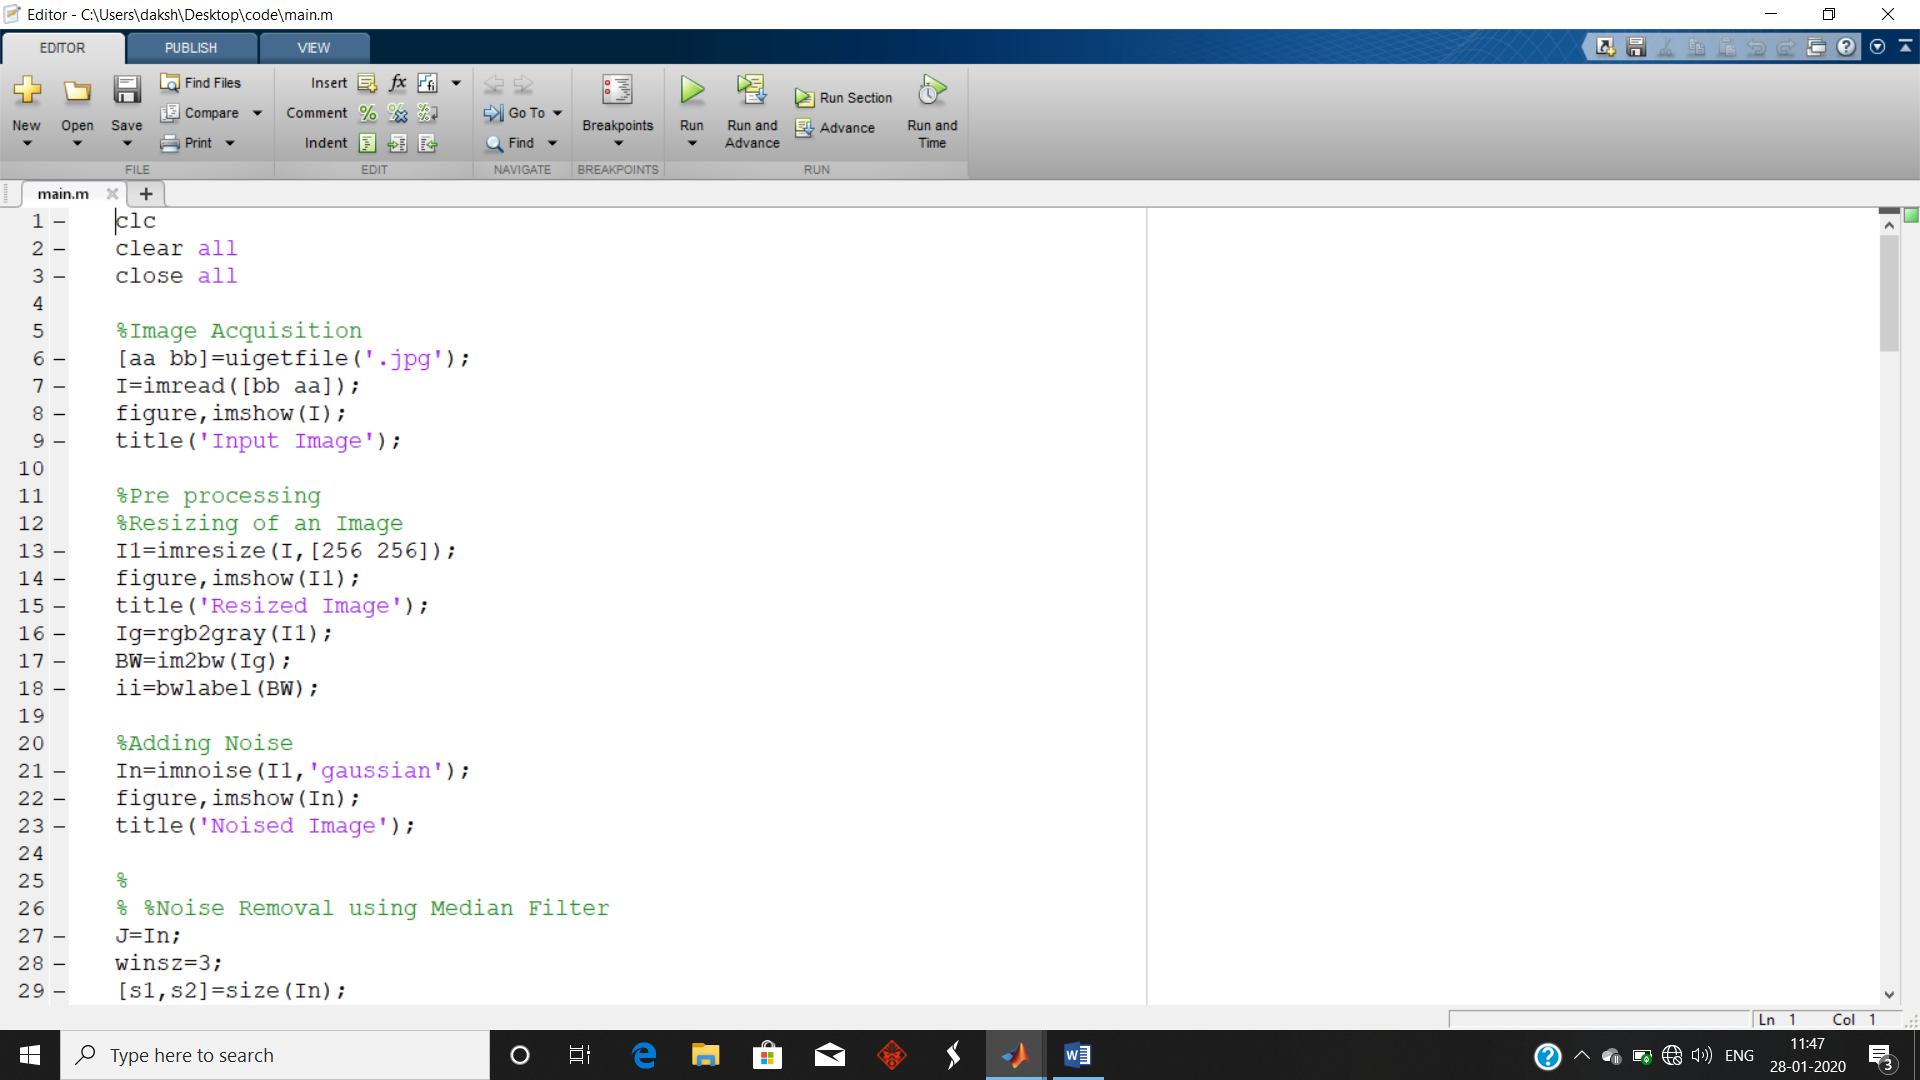 Editor - C:\Users\daksh\Desktop\code\main.m
EDITOR PUBLISH VIEW
New Open Save Find Files Compare Print
FILE
Insert fx
Comment
Indent
EDIT
Go To
Find
NAVIGATE
Breakpoints
BREAKPOINTS
Run
Run and Advance
Run Section
Advance
Run and Time
RUN
main.m
1 clc
2 clear all
3 close all
4
5 %Image Acquisition
6 [aa bb]=uigetfile('.jpg');
7 I=imread([bb aa]);
8 figure,imshow(I);
9 title('Input Image');
10
11 %Pre processing
12 %Resizing of an Image
13 I1=imresize(I,[256 256]);
14 figure,imshow(I1);
15 title('Resized Image');
16 Ig=rgb2gray(I1);
17 BW=im2bw(Ig);
18 ii=bwlabel(BW);
19
20 %Adding Noise
21 In=imnoise(I1,'gaussian');
22 figure,imshow(In);
23 title('Noised Image');
24
25 %
26 % %Noise Removal using Median Filter
27 J=In;
28 winsz=3;
29 [s1,s2]=size(In);
Ln 1 Col 1
Type here to search
ENG
11:47
28-01-2020
3